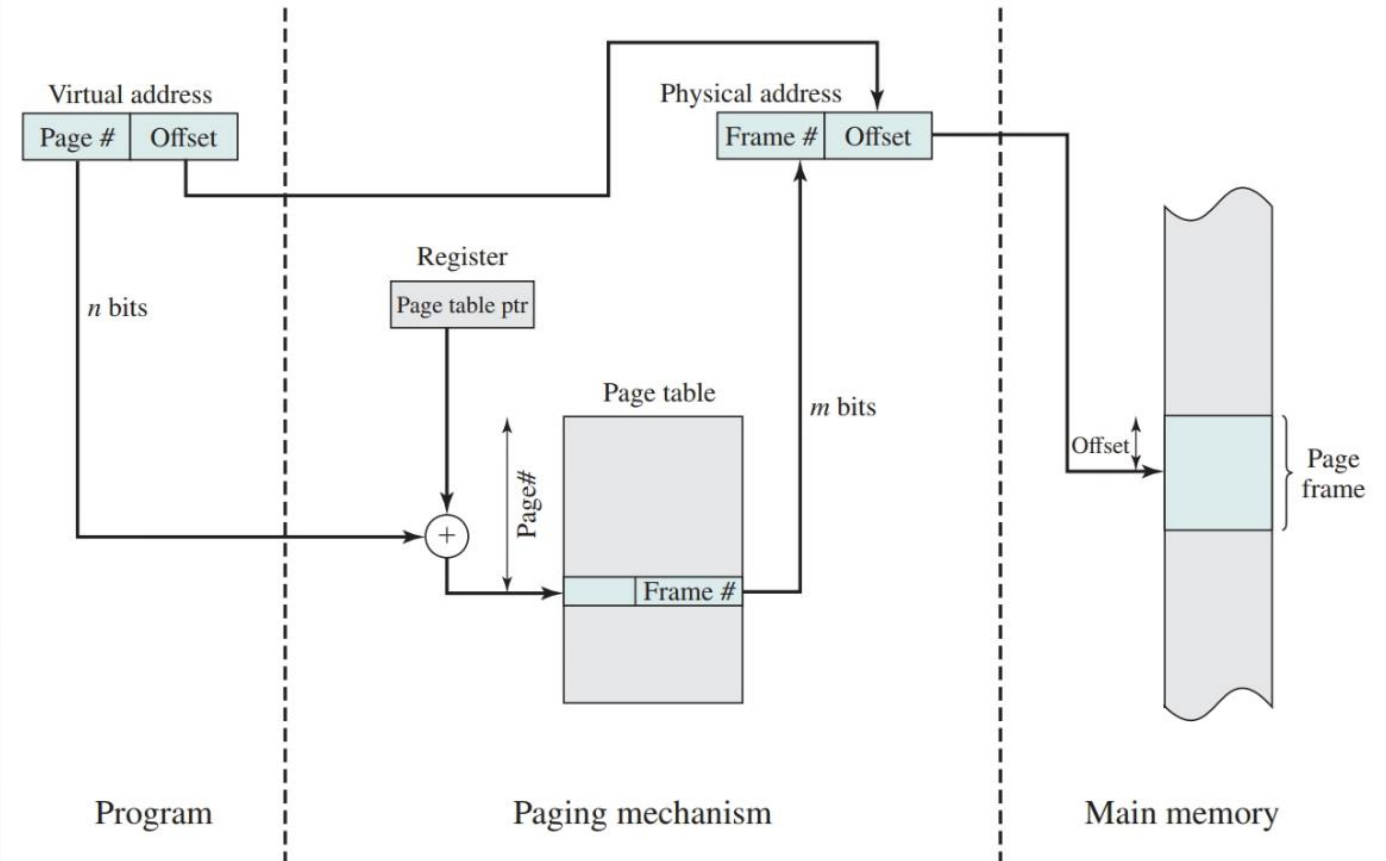 Virtual address
Page # Offset
Physical address
Frame # Offset
n bits
Register
Page table ptr
Page table
Page#
+
Frame #
m bits
Offset
Page
frame
Program
Paging mechanism
Main memory